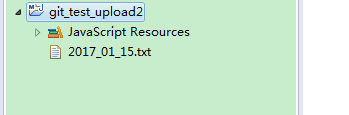 git_test_upload2
JavaScript Resources
2017_01_15.txt